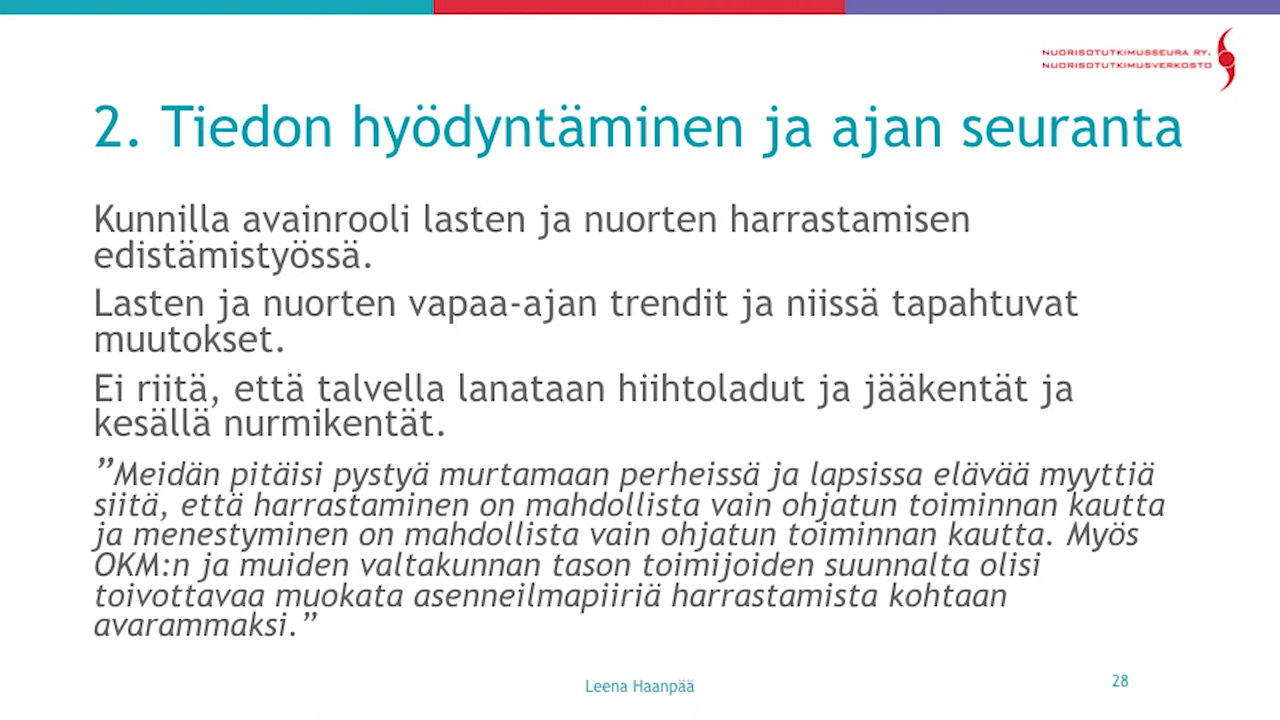 NUORISOTUTKIMUSSEURA RY.
NUORISOTUTKIMUSVERKOSTO
2. Tiedon hyödyntäminen ja ajan seuranta
Kunnilla avainrooli lasten ja nuorten harrastamisen
edistämistyössä.
Lasten ja nuorten vapaa-ajan trendit ja niissä tapahtuvat
muutokset.
Ei riitä, että talvella lanataan hiihtoladut ja jääkentät ja
kesällä nurmikentät.
”Meidän pitäisi pystyä murtamaan perheissä ja lapsissa elävää myyttiä
siitä, että harrastaminen on mahdollista vain ohjatun toiminnan kautta
ja menestyminen on mahdollista vain ohjatun toiminnan kautta. Myös
OKM:n ja muiden valtakunnan tason toimijoiden suunnalta olisi
toivottavaa muokata asenneilmapiiriä harrastamista kohtaan
avarammaksi.”
Leena Haanpää
28